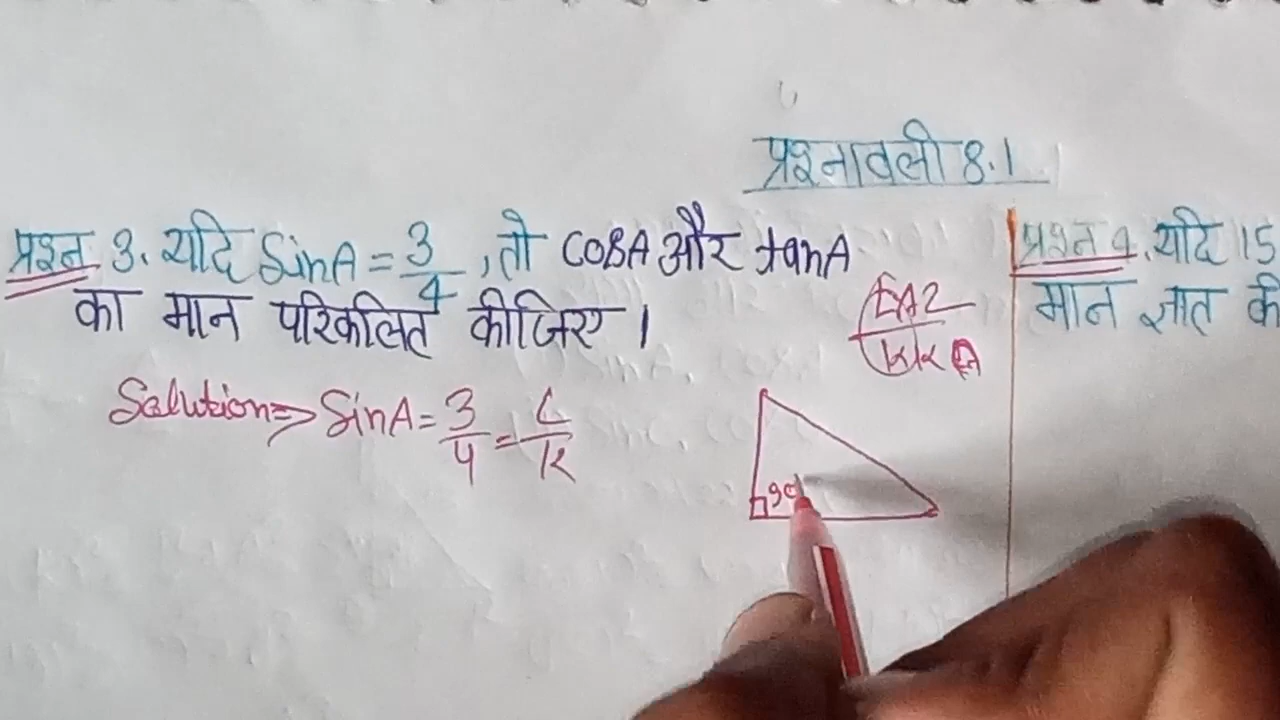 प्रश्नावली 8.1
प्रश्न 3. यदि SinA = 3/4, तो COSA और tanA
का मान परिकलित कीजिए।
Solution⇒ SinA = 3/4 = L/K
90
प्रश्न 4. यदि 15
मान ज्ञात की